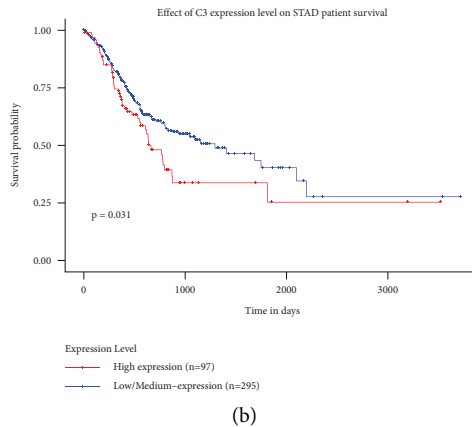 Effect of C3 expression level on STAD patient survival
1.00
0.75
0.50
0.25
0.00
Survival probability
p = 0.031
0
1000
2000
3000
Time in days
Expression Level
High expression (n=97)
Low/Medium−expression (n=295)
(b)